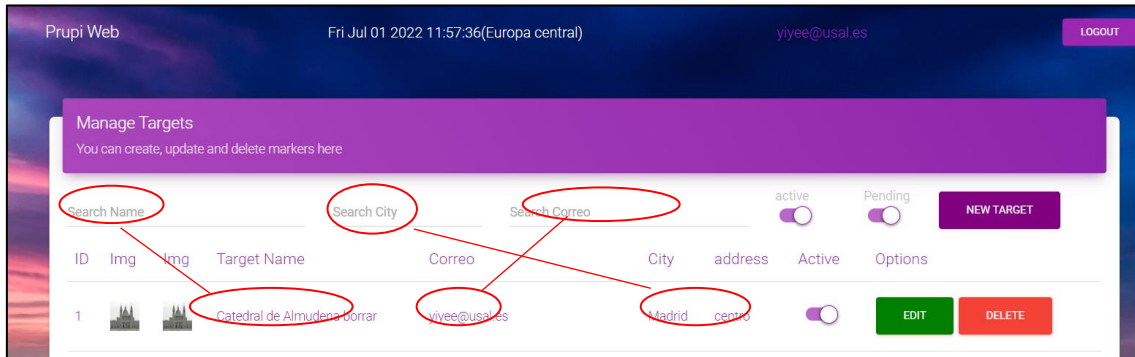 Prupi Web Fri Jul 01 2022 11:57:36(Europa central) yiyee@usal.es LOGOUT
Manage Targets
You can create, update and delete markers here
active Pending
Search Name Search City Search Correo NEW TARGET
ID Img Img Target Name Correo City address Active Options
1 Catedral de Almudena borrar yiyee@usal.es Madrid centro EDIT DELETE